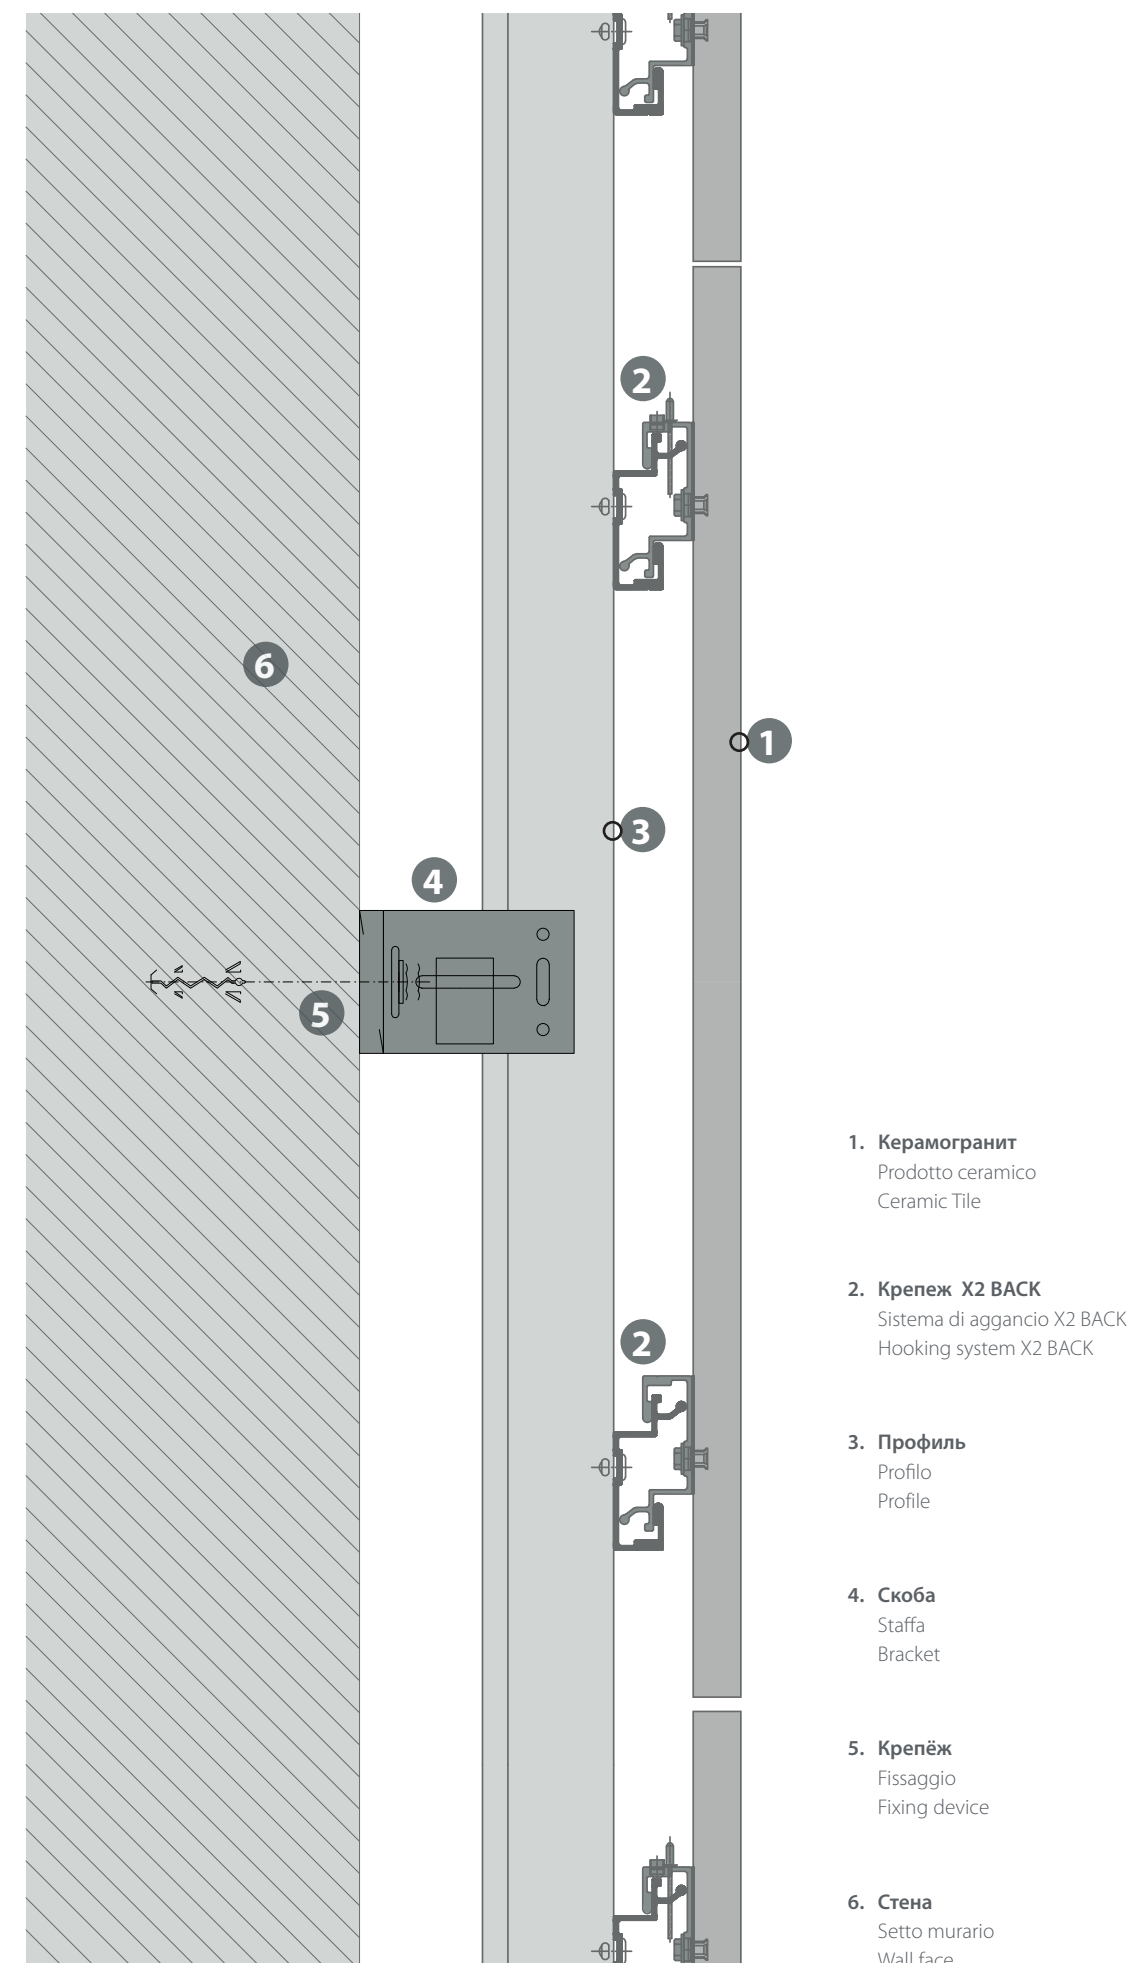 2
6
1
3
4
5
2
1. Керамогранит
Prodotto ceramico
Ceramic Tile
2. Крепеж X2 BACK
Sistema di aggancio X2 BACK
Hooking system X2 BACK
3. Профиль
Profilo
Profile
4. Скоба
Staffa
Bracket
5. Крепёж
Fissaggio
Fixing device
6. Стена
Setto murario
Wall face